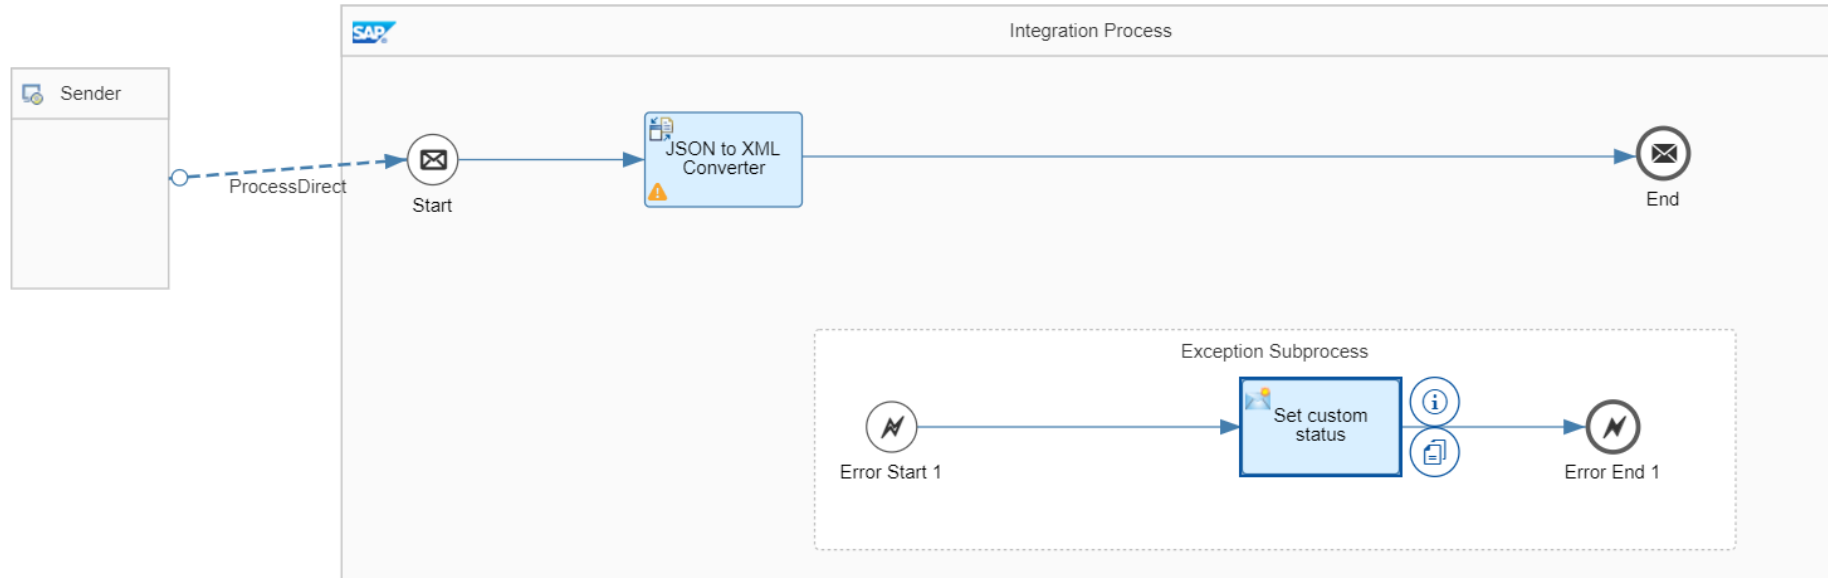 SAP
Integration Process
Sender
ProcessDirect
Start
JSON to XML
Converter
End
Exception Subprocess
Error Start 1
Set custom
status
Error End 1